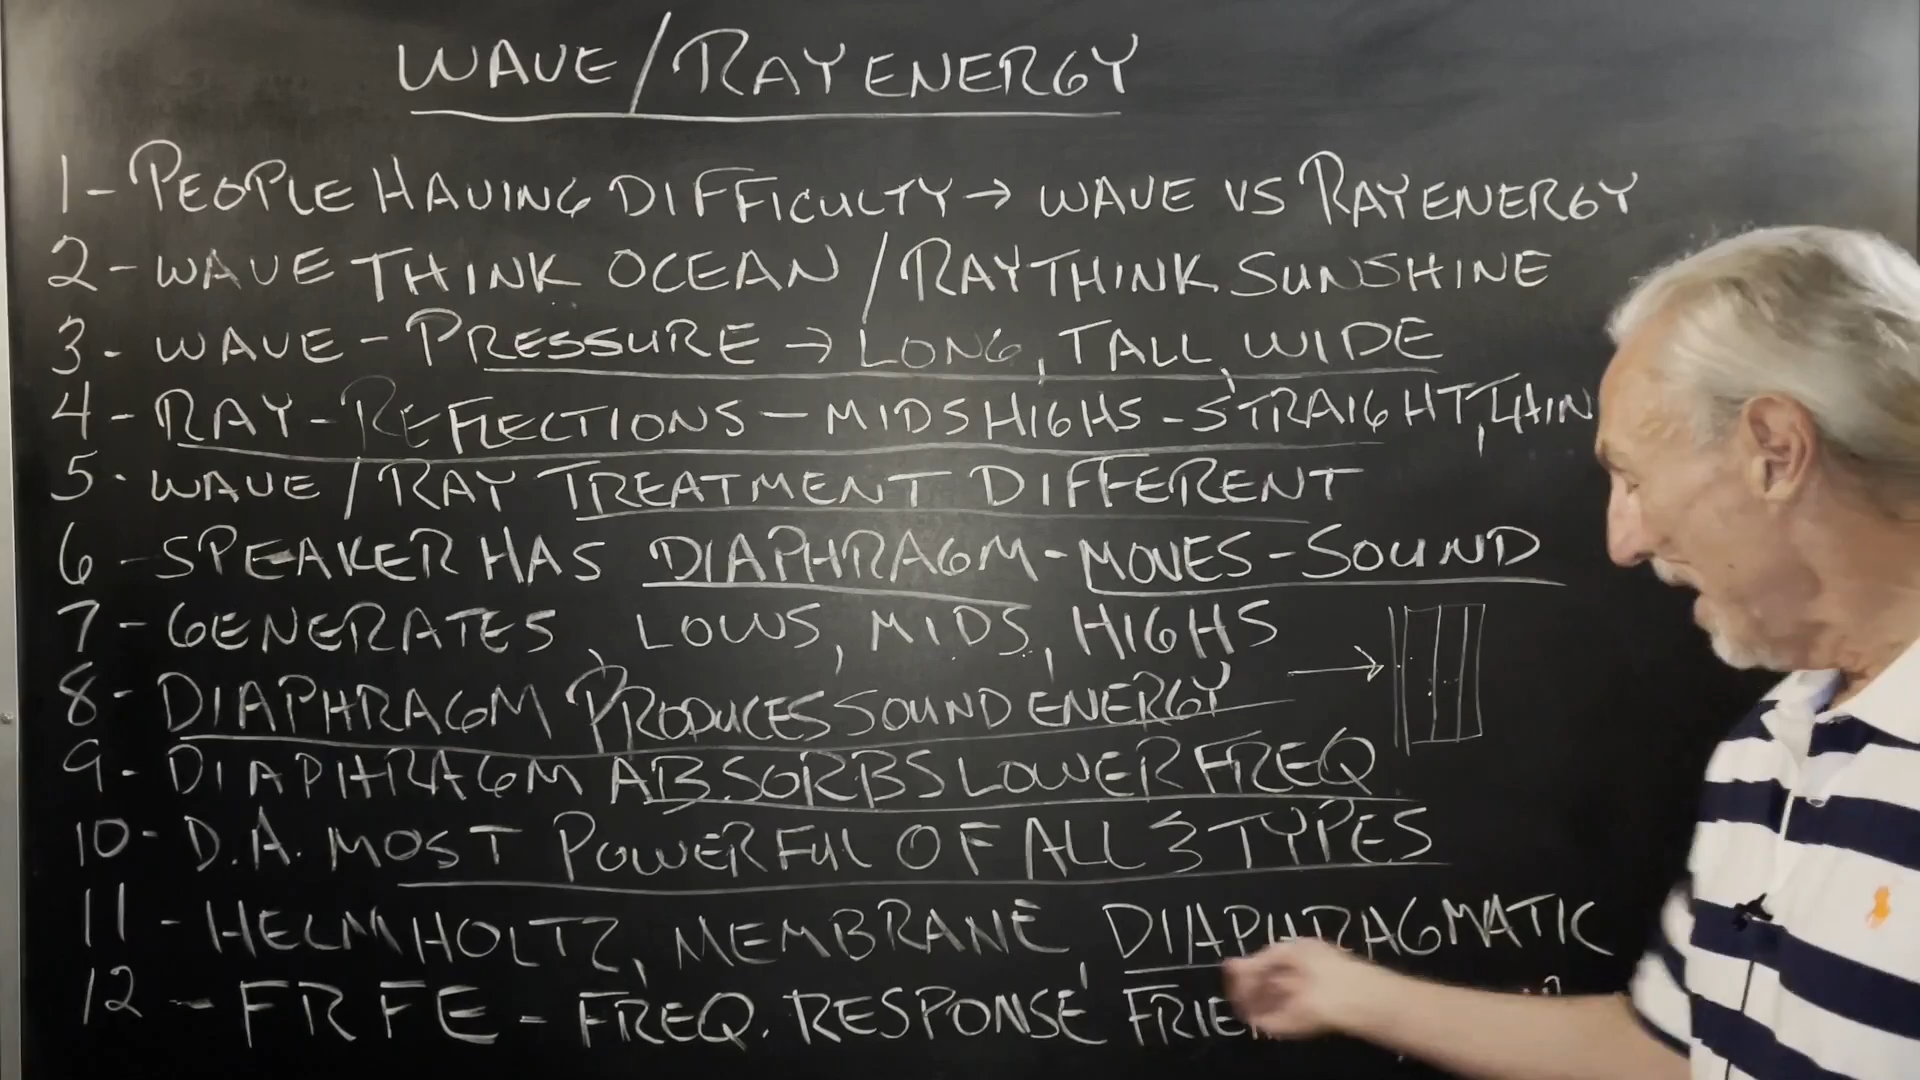 WAVE/RAY ENERGY
1- PEOPLE HAVING DIFFICULTY → WAVE VS RAY ENERGY
2- WAVE THINK OCEAN / RAY THINK SUNSHINE
3- WAVE - PRESSURE → LONG, TALL, WIDE
4- RAY - REFLECTIONS - MIDS HIGHS - STRAIGHT, THIN
5- WAVE / RAY TREATMENT DIFFERENT
6- SPEAKER HAS DIAPHRAGM - MOVES - SOUND
7- GENERATES, LOWS, MIDS, HIGHS
8- DIAPHRAGM PRODUCES SOUND ENERGY →
9- DIAPHRAGM ABSORBS LOWER FREQ
10- D.A. MOST POWERFUL OF ALL 3 TYPES
11- HELMHOLTZ, MEMBRANE, DIAPHRAGMATIC
12- FRFE - FREQ. RESPONSE